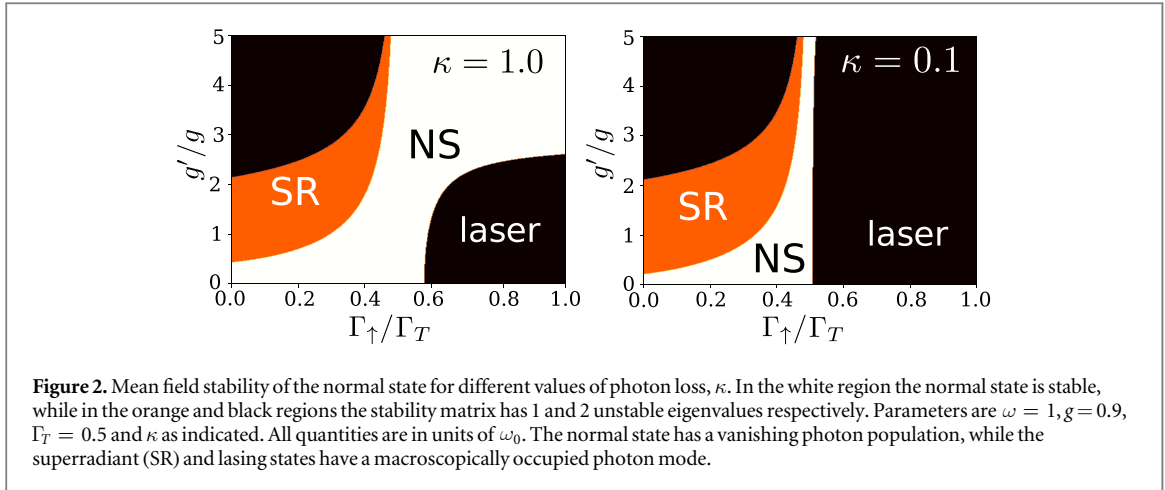 5 κ = 1.0
4
3 NS
g′/g
2 SR
1 laser
0
0.0 0.2 0.4 0.6 0.8 1.0
Γ↑/ΓT
5 κ = 0.1
4
3
g′/g
2 SR
1 laser
NS
0
0.0 0.2 0.4 0.6 0.8 1.0
Γ↑/ΓT
Figure 2. Mean field stability of the normal state for different values of photon loss, κ. In the white region the normal state is stable,
while in the orange and black regions the stability matrix has 1 and 2 unstable eigenvalues respectively. Parameters are ω = 1, g = 0.9,
ΓT = 0.5 and κ as indicated. All quantities are in units of ω0. The normal state has a vanishing photon population, while the
superradiant (SR) and lasing states have a macroscopically occupied photon mode.